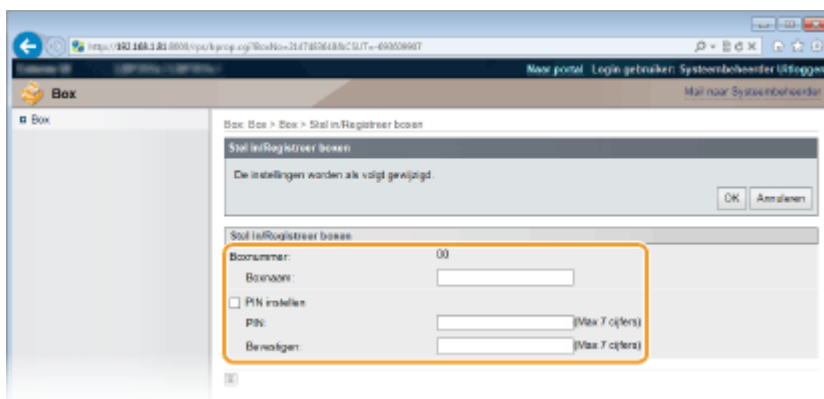 Naar portal Login gebruiker: Systeembeheerder Uitloggen
Box
Mail naar Systeembeheerder
Box
Box: Box > Box > Stel in/Registreer boxen
Stel in/Registreer boxen
De instellingen worden als volgt gewijzigd.
OK Annuleren
Stel in/Registreer boxen
Boxnummer: 00
Boxnaam:
PIN instellen
PIN: (Max 7 cijfers)
Bevestigen: (Max 7 cijfers)